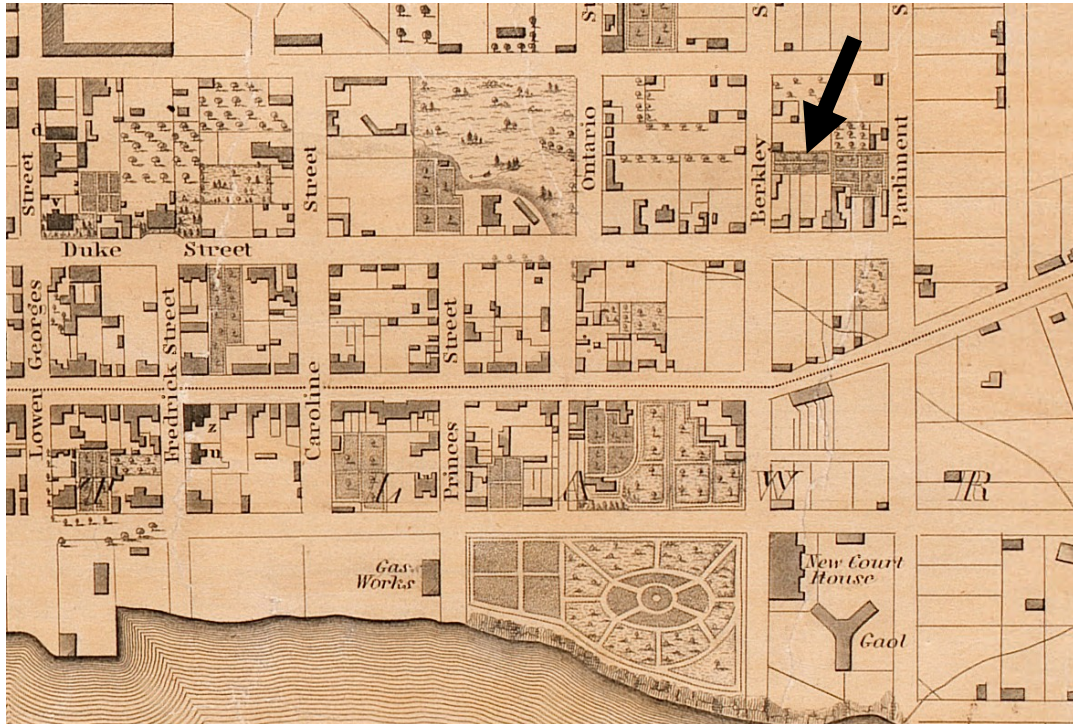 Street
Street
Ontario
Berkley
Parliment
d
v
Duke Street
Lower Georges
Fredrick Street
Caroline
Princes Street
z
n
L A W R
Gas
Works
New Court
House
Gaol